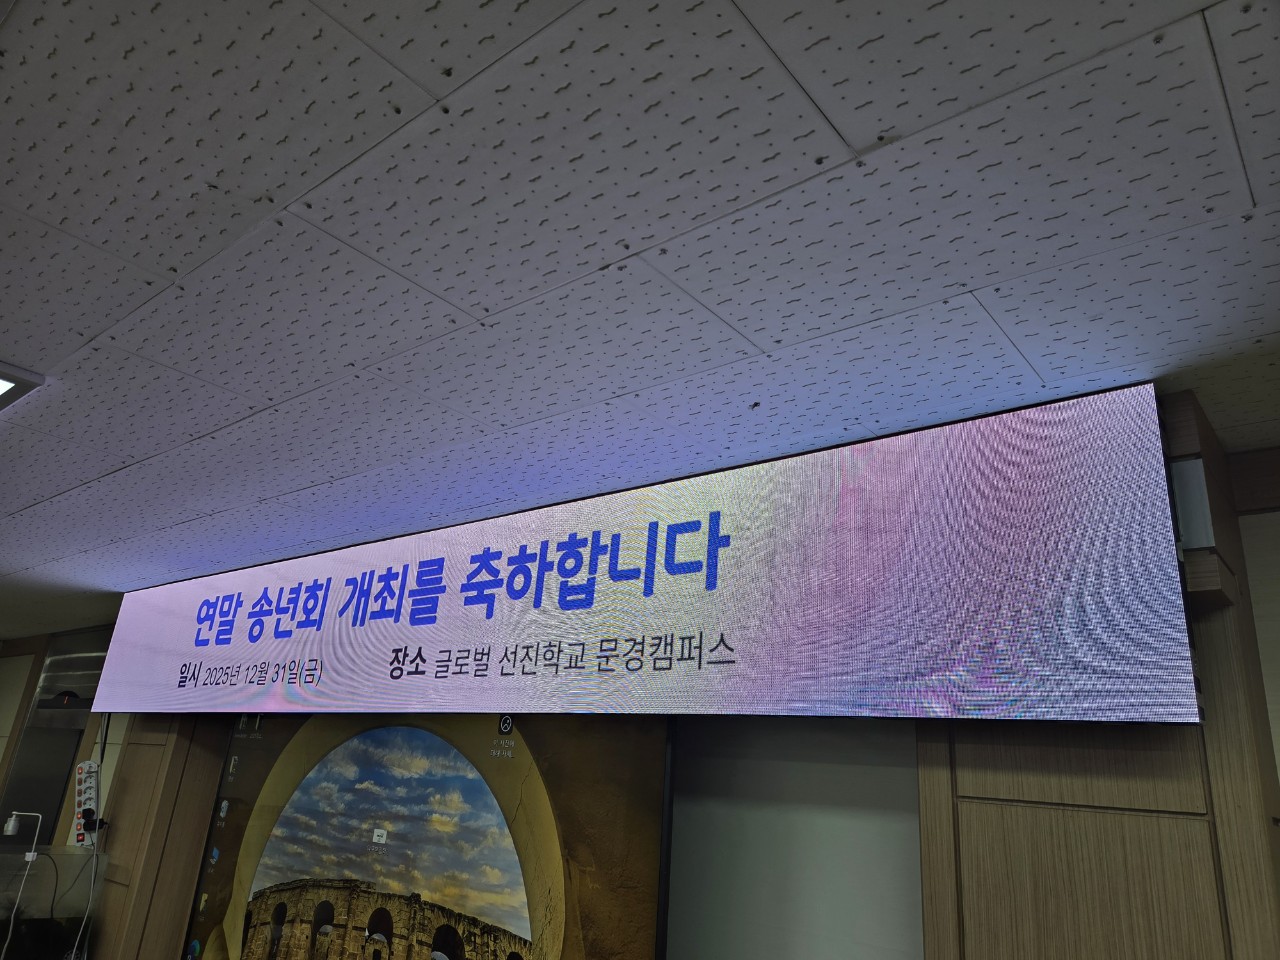 연말 송년회 개최를 축하합니다
일시 2025년 12월 31일(금)
장소 글로벌 선진학교 문경캠퍼스